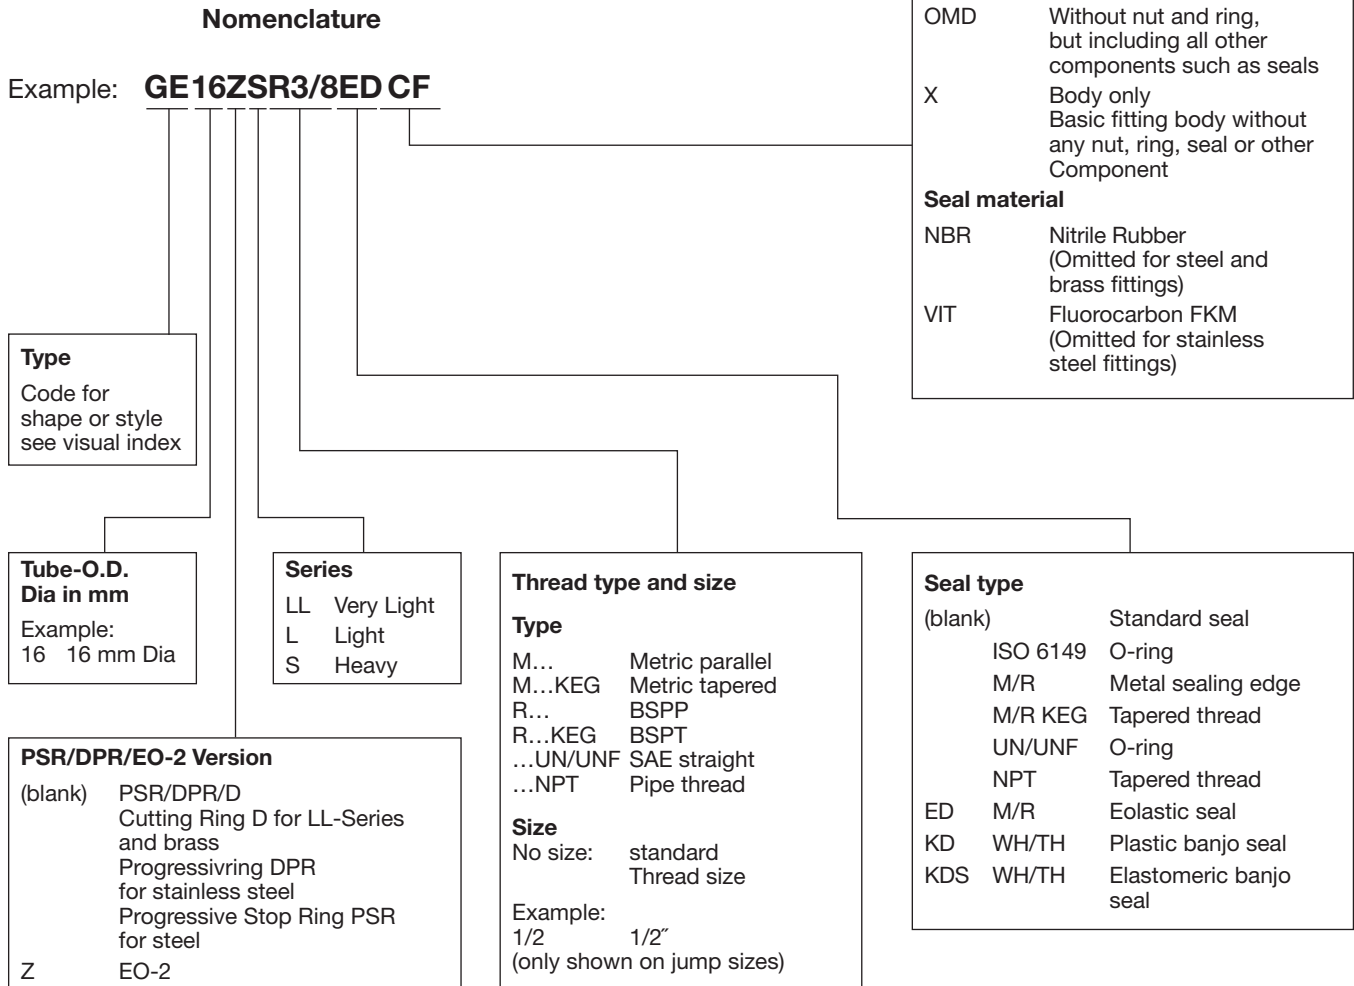 Nomenclature
Example: GE16ZSR3/8ED CF
OMD Without nut and ring,
but including all other
components such as seals
X Body only
Basic fitting body without
any nut, ring, seal or other
Component
Seal material
NBR Nitrile Rubber
(Omitted for steel and
brass fittings)
VIT Fluorocarbon FKM
(Omitted for stainless
steel fittings)
Type
Code for
shape or style
see visual index
Tube-O.D.
Dia in mm
Example:
16 16 mm Dia
Series
LL Very Light
L Light
S Heavy
PSR/DPR/EO-2 Version
(blank) PSR/DPR/D
Cutting Ring D for LL-Series
and brass
Progressivring DPR
for stainless steel
Progressive Stop Ring PSR
for steel
Z EO-2
Thread type and size
Type
M… Metric parallel
M…KEG Metric tapered
R… BSPP
R…KEG BSPT
…UN/UNF SAE straight
…NPT Pipe thread
Size
No size: standard
Thread size
Example:
1/2 1/2˝
(only shown on jump sizes)
Seal type
(blank) Standard seal
ISO 6149 O-ring
M/R Metal sealing edge
M/R KEG Tapered thread
UN/UNF O-ring
NPT Tapered thread
ED M/R Eolastic seal
KD WH/TH Plastic banjo seal
KDS WH/TH Elastomeric banjo
seal